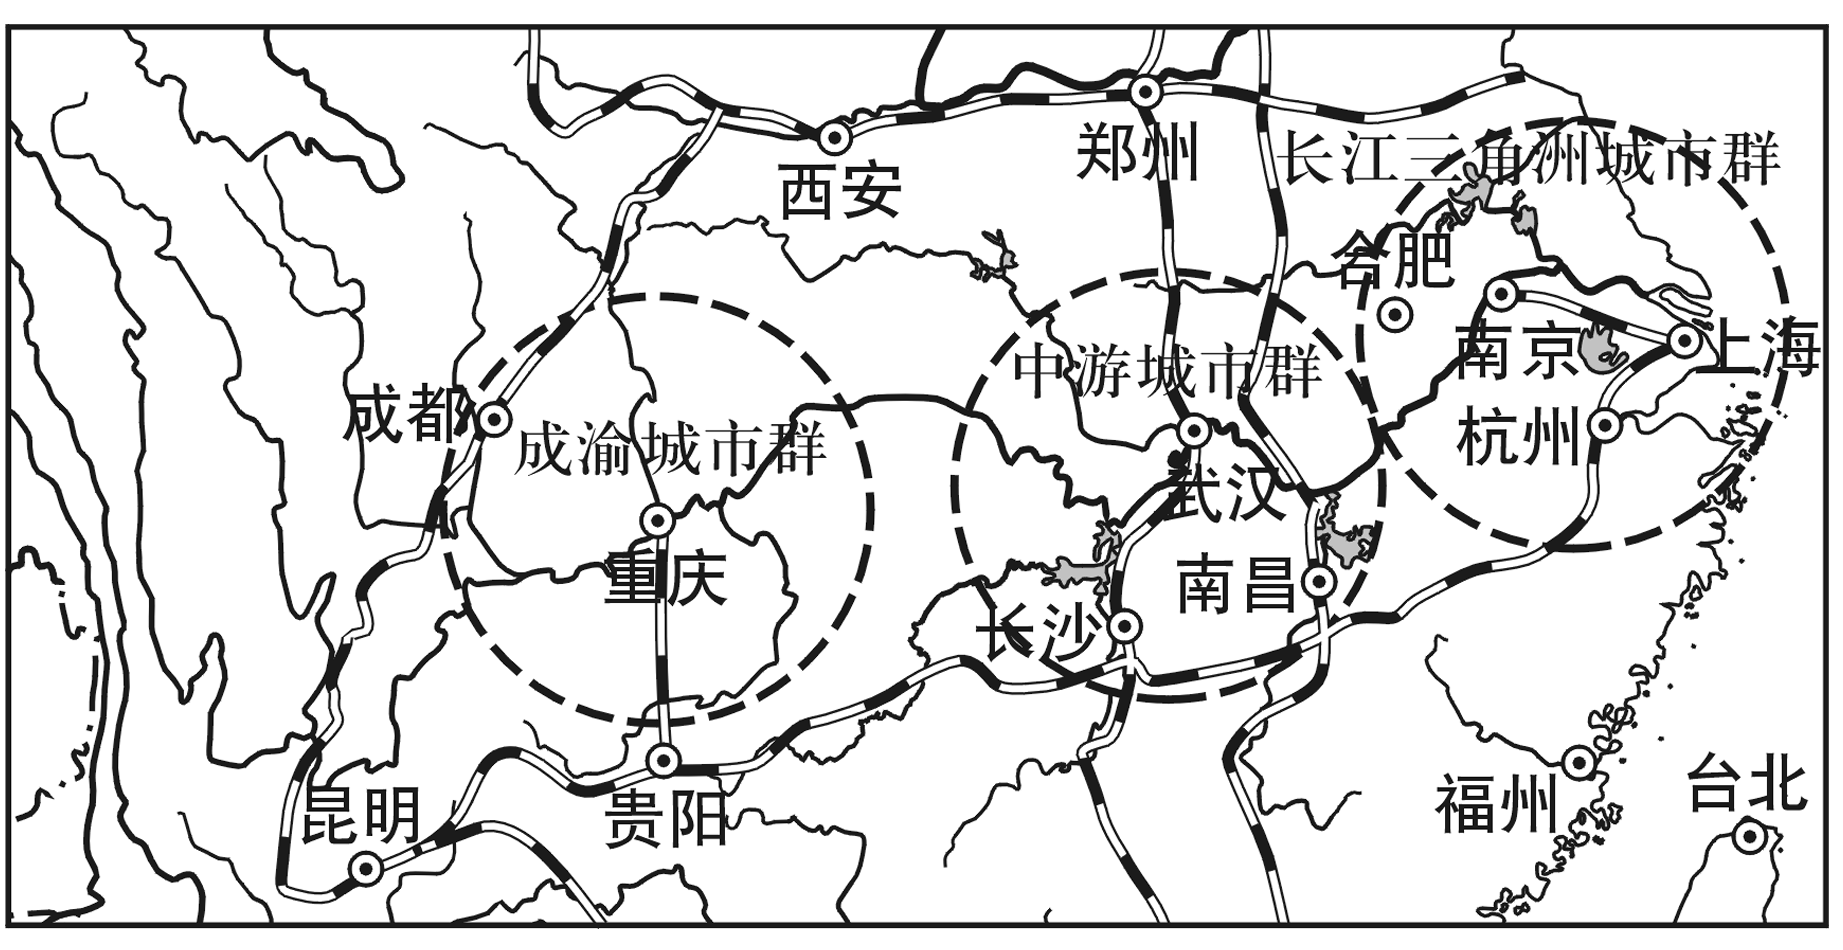 郑州
长江三角洲城市群
西安
合肥
南京
上海
中游城市群
成都
成渝城市群
杭州
武汉
重庆
南昌
长沙
昆明
贵阳
福州
台北